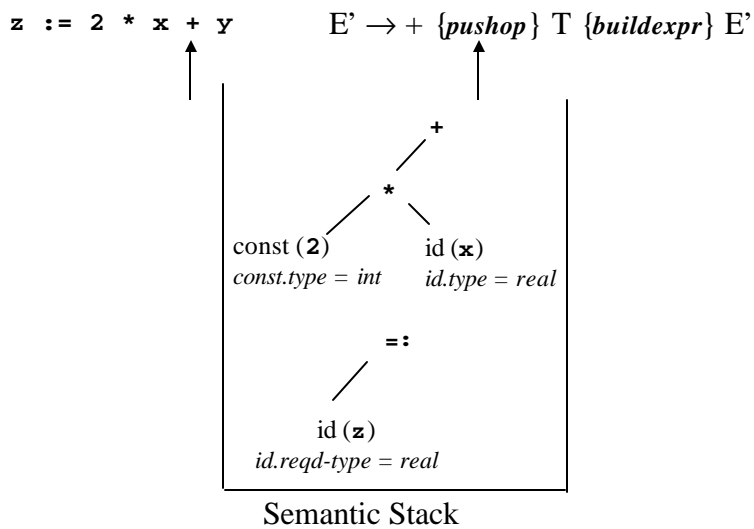 z := 2 * x + y
E' → + {pushop} T {buildexpr} E'
+
*
const (2)
id (x)
const.type = int
id.type = real
=:
id (z)
id.reqd-type = real
Semantic Stack